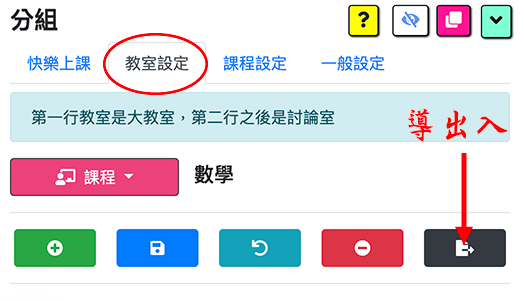 分組
?
快樂上課 教室設定 課程設定 一般設定
第一行教室是大教室，第二行之後是討論室
導出入
課程 數學